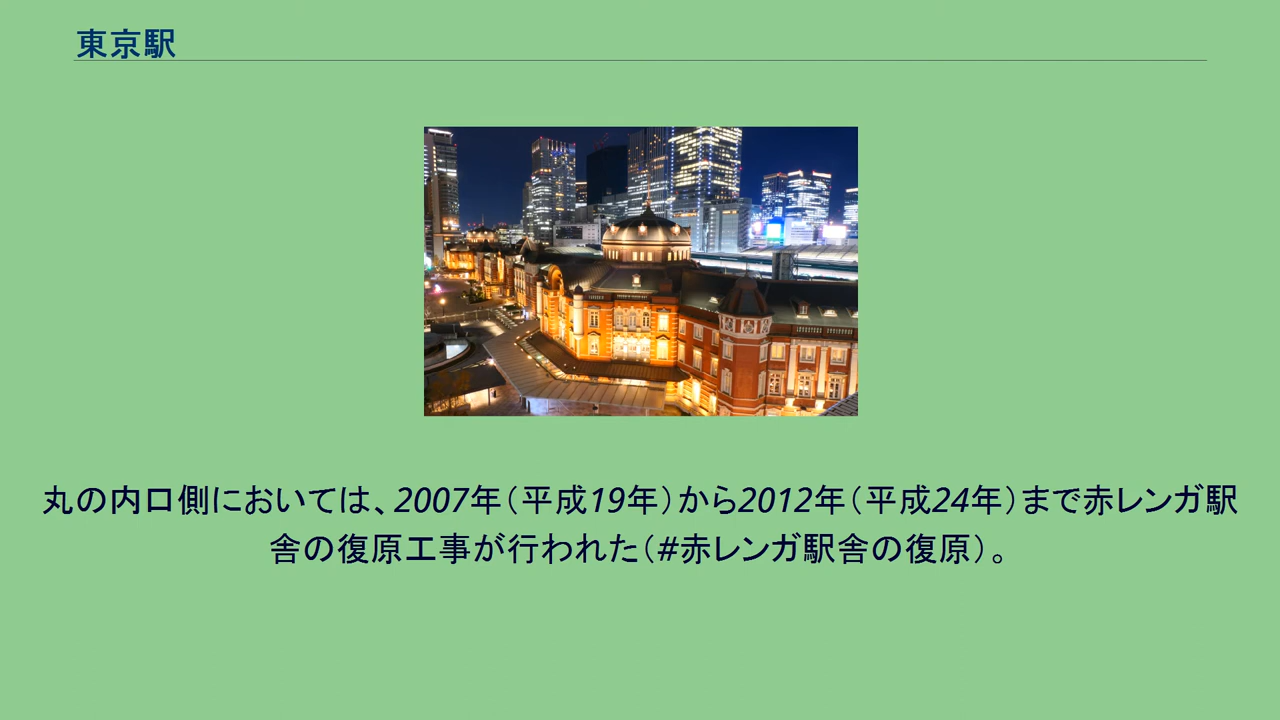 東京駅
丸の内口側においては、2007年（平成19年）から2012年（平成24年）まで赤レンガ駅
舎の復原工事が行われた（#赤レンガ駅舎の復原）。